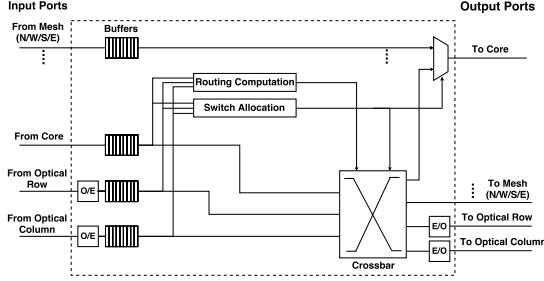 Input Ports
Output Ports
From Mesh
(N/W/S/E)
Buffers
To Core
Routing Computation
Switch Allocation
From Core
From Optical
Row
O/E
To Mesh
(N/W/S/E)
To Optical Row
E/O
From Optical
Column
O/E
To Optical Column
E/O
Crossbar